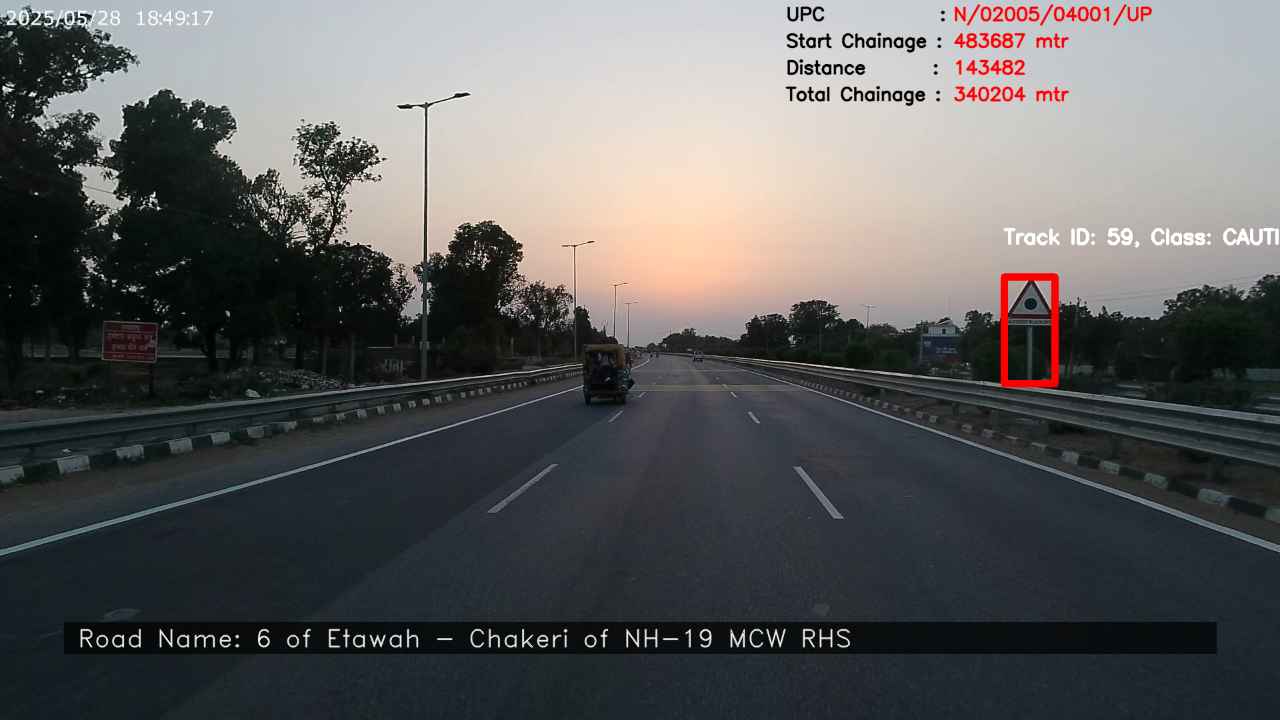 2025/05/28 18:49:17
UPC : N/02005/04001/UP
Start Chainage : 483687 mtr
Distance : 143482
Total Chainage : 340204 mtr
Track ID: 59, Class: CAUTI
Road Name: 6 of Etawah - Chakeri of NH-19 MCW RHS